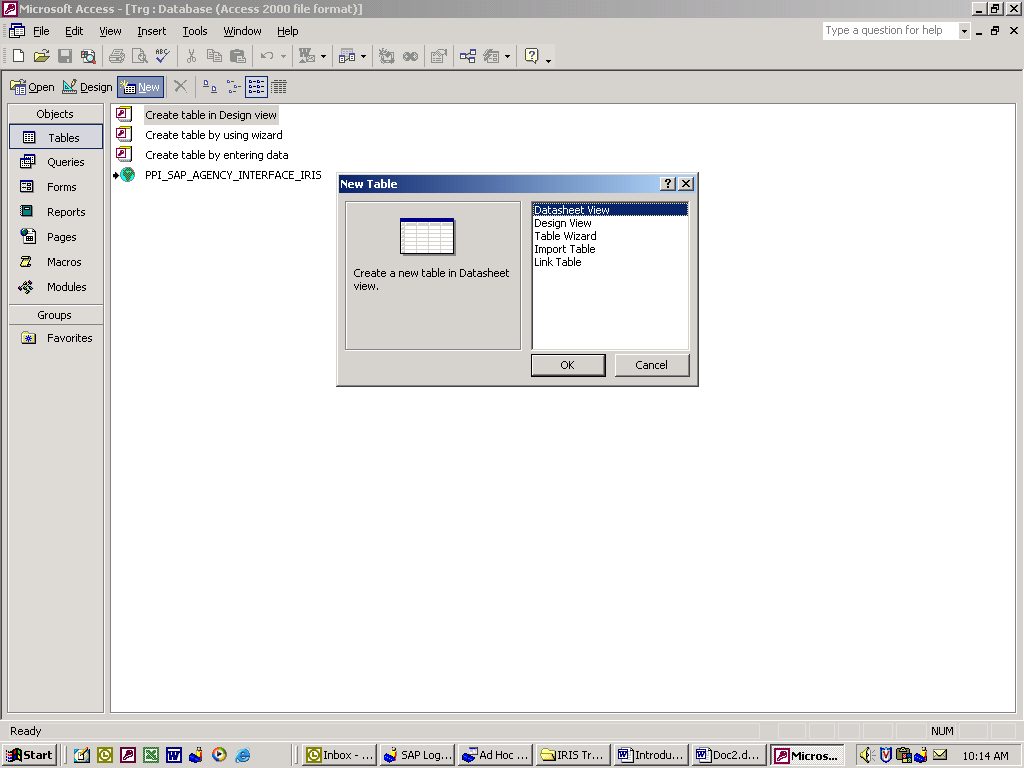 Microsoft Access - [Trg : Database (Access 2000 file format)]
File Edit View Insert Tools Window Help
Type a question for help
Open Design New
Objects
Tables
Queries
Forms
Reports
Pages
Macros
Modules
Groups
Favorites
Create table in Design view
Create table by using wizard
Create table by entering data
PPI_SAP_AGENCY_INTERFACE_IRIS
New Table
Create a new table in Datasheet
view.
Datasheet View
Design View
Table Wizard
Import Table
Link Table
OK Cancel
Ready NUM
Start Inbox - ... SAP Log... Ad Hoc ... IRIS Tr... Introdu... Doc2.d... Micros... 10:14 AM